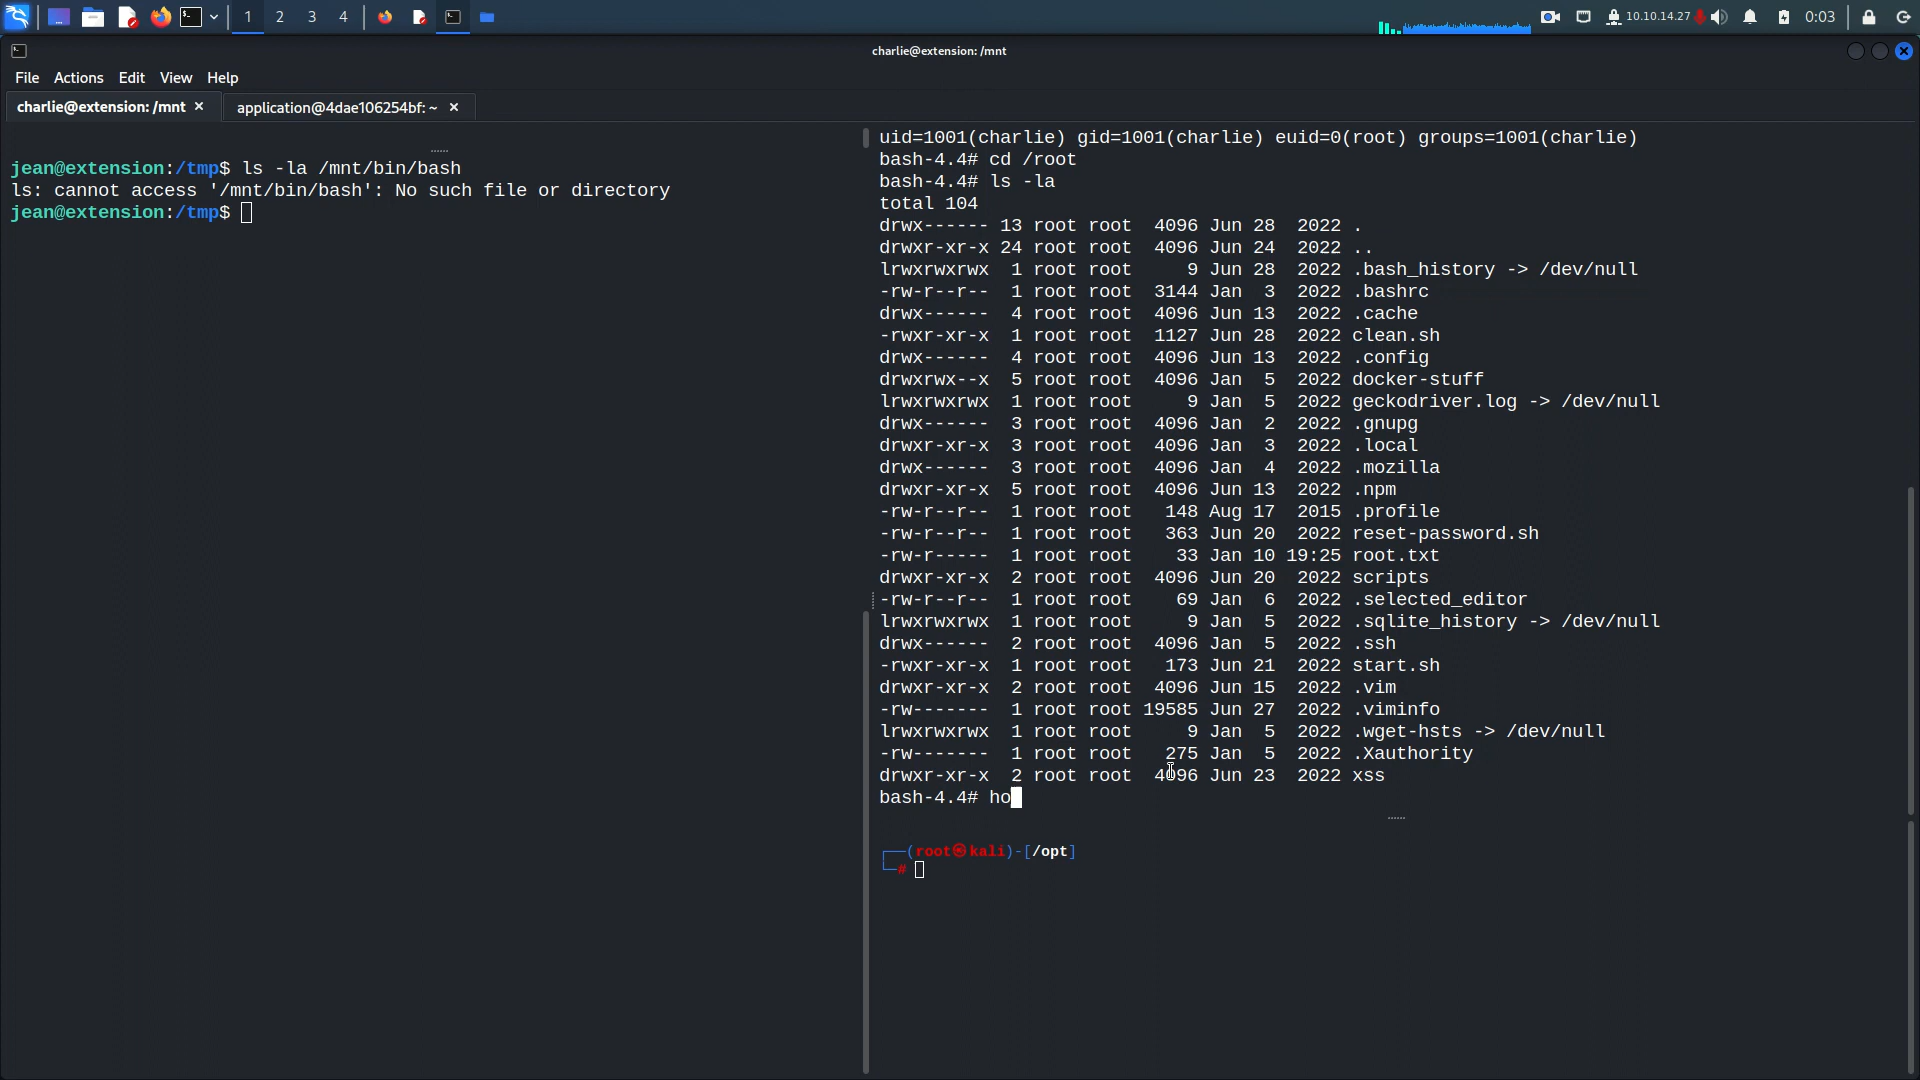 1 2 3 4 10.10.14.27 0:03
charlie@extension: /mnt
File Actions Edit View Help
charlie@extension: /mnt × application@4dae106254bf: ~ ×
jean@extension:/tmp$ ls -la /mnt/bin/bash
ls: cannot access '/mnt/bin/bash': No such file or directory
jean@extension:/tmp$
uid=1001(charlie) gid=1001(charlie) euid=0(root) groups=1001(charlie)
bash-4.4# cd /root
bash-4.4# ls -la
total 104
drwx------ 13 root root  4096 Jun 28  2022 .
drwxr-xr-x 24 root root  4096 Jun 24  2022 ..
lrwxrwxrwx  1 root root     9 Jun 28  2022 .bash_history -> /dev/null
-rw-r--r--  1 root root  3144 Jan  3  2022 .bashrc
drwx------  4 root root  4096 Jun 13  2022 .cache
-rwxr-xr-x  1 root root  1127 Jun 28  2022 clean.sh
drwx------  4 root root  4096 Jun 13  2022 .config
drwxrwx--x  5 root root  4096 Jan  5  2022 docker-stuff
lrwxrwxrwx  1 root root     9 Jan  5  2022 geckodriver.log -> /dev/null
drwx------  3 root root  4096 Jan  2  2022 .gnupg
drwxr-xr-x  3 root root  4096 Jan  3  2022 .local
drwx------  3 root root  4096 Jan  4  2022 .mozilla
drwxr-xr-x  5 root root  4096 Jun 13  2022 .npm
-rw-r--r--  1 root root   148 Aug 17  2015 .profile
-rw-r--r--  1 root root   363 Jun 20  2022 reset-password.sh
-rw-r-----  1 root root    33 Jan 10 19:25 root.txt
drwxr-xr-x  2 root root  4096 Jun 20  2022 scripts
-rw-r--r--  1 root root    69 Jan  6  2022 .selected_editor
lrwxrwxrwx  1 root root     9 Jan  5  2022 .sqlite_history -> /dev/null
drwx------  2 root root  4096 Jan  5  2022 .ssh
-rwxr-xr-x  1 root root   173 Jun 21  2022 start.sh
drwxr-xr-x  2 root root  4096 Jun 15  2022 .vim
-rw-------  1 root root 19585 Jun 27  2022 .viminfo
lrwxrwxrwx  1 root root     9 Jan  5  2022 .wget-hsts -> /dev/null
-rw-------  1 root root   275 Jan  5  2022 .Xauthority
drwxr-xr-x  2 root root  4096 Jun 23  2022 xss
bash-4.4# ho
┌──(root㉿kali)-[/opt]
└─#